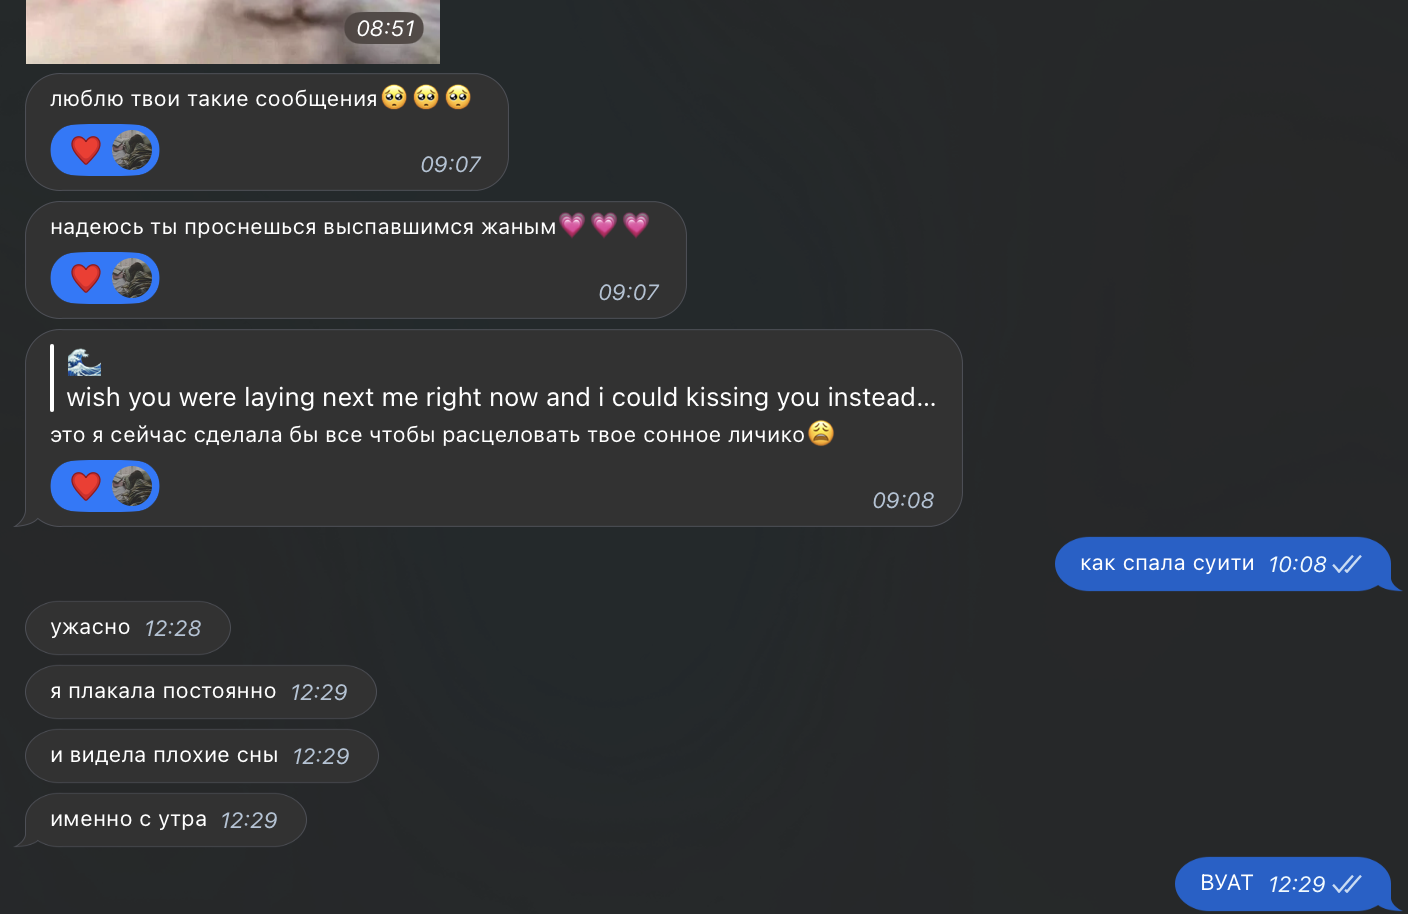 08:51
люблю твои такие сообщения🥺🥺🥺
❤️
09:07
надеюсь ты проснешься выспавшимся жаным💗💗💗
❤️
09:07
🌊
wish you were laying next me right now and i could kissing you instead...
это я сейчас сделала бы все чтобы расцеловать твое сонное личико😩
❤️
09:08
как спала суити 10:08
ужасно 12:28
я плакала постоянно 12:29
и видела плохие сны 12:29
именно с утра 12:29
ВУАТ 12:29